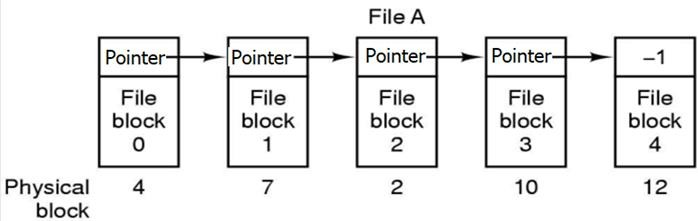 File A
Pointer Pointer Pointer Pointer –1
File File File File File
block block block block block
0 1 2 3 4
Physical 4 7 2 10 12
block